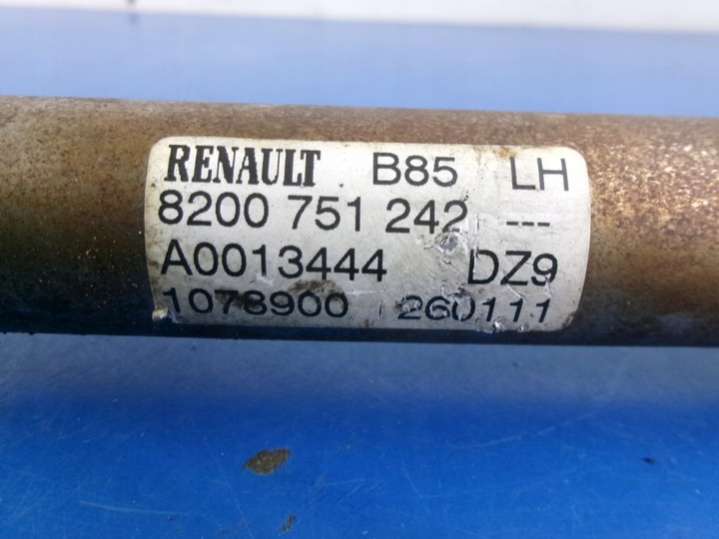 RENAULT B85 LH
8200 751 242 ---
A0013444 DZ9
1078900 260111